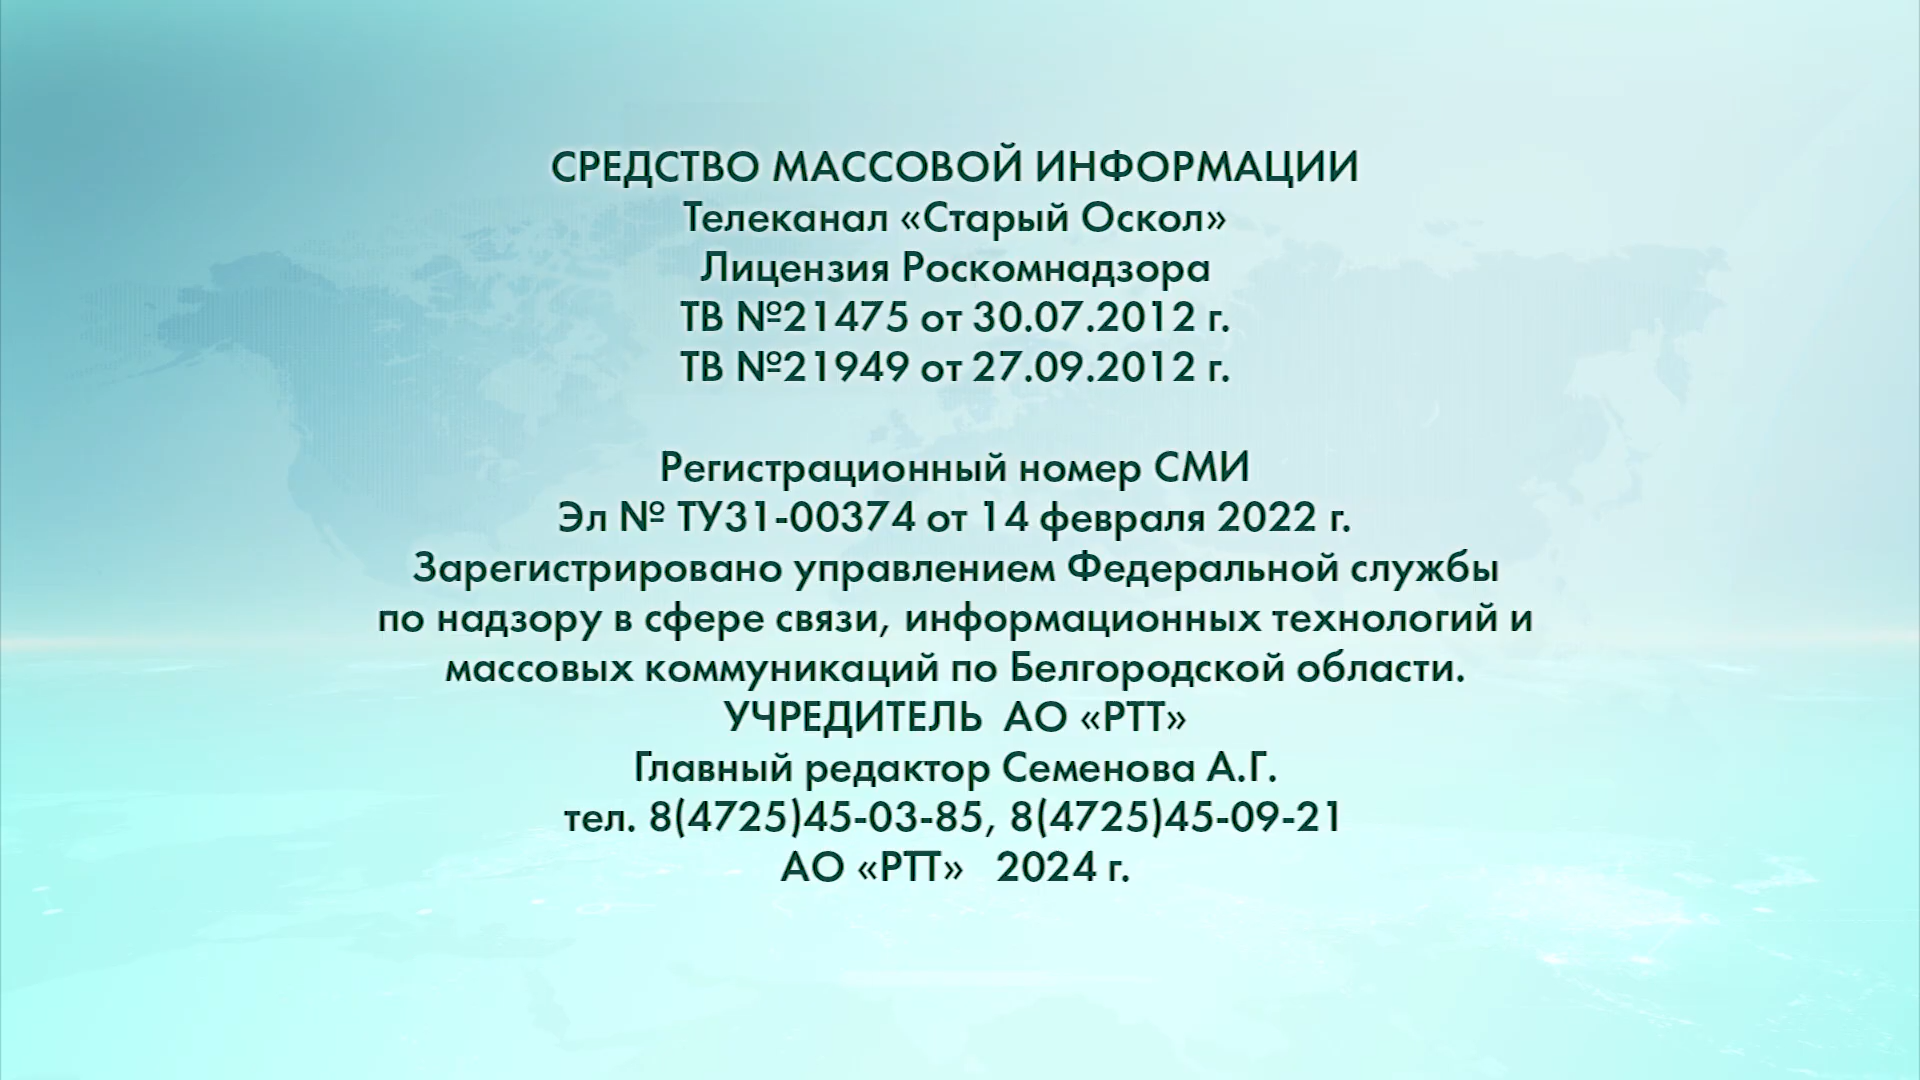 СРЕДСТВО МАССОВОЙ ИНФОРМАЦИИ
Телеканал «Старый Оскол»
Лицензия Роскомнадзора
ТВ №21475 от 30.07.2012 г.
ТВ №21949 от 27.09.2012 г.
Регистрационный номер СМИ
Эл № ТУ31-00374 от 14 февраля 2022 г.
Зарегистрировано управлением Федеральной службы
по надзору в сфере связи, информационных технологий и
массовых коммуникаций по Белгородской области.
УЧРЕДИТЕЛЬ  АО «РТТ»
Главный редактор Семенова А.Г.
тел. 8(4725)45-03-85, 8(4725)45-09-21
АО «РТТ»   2024 г.